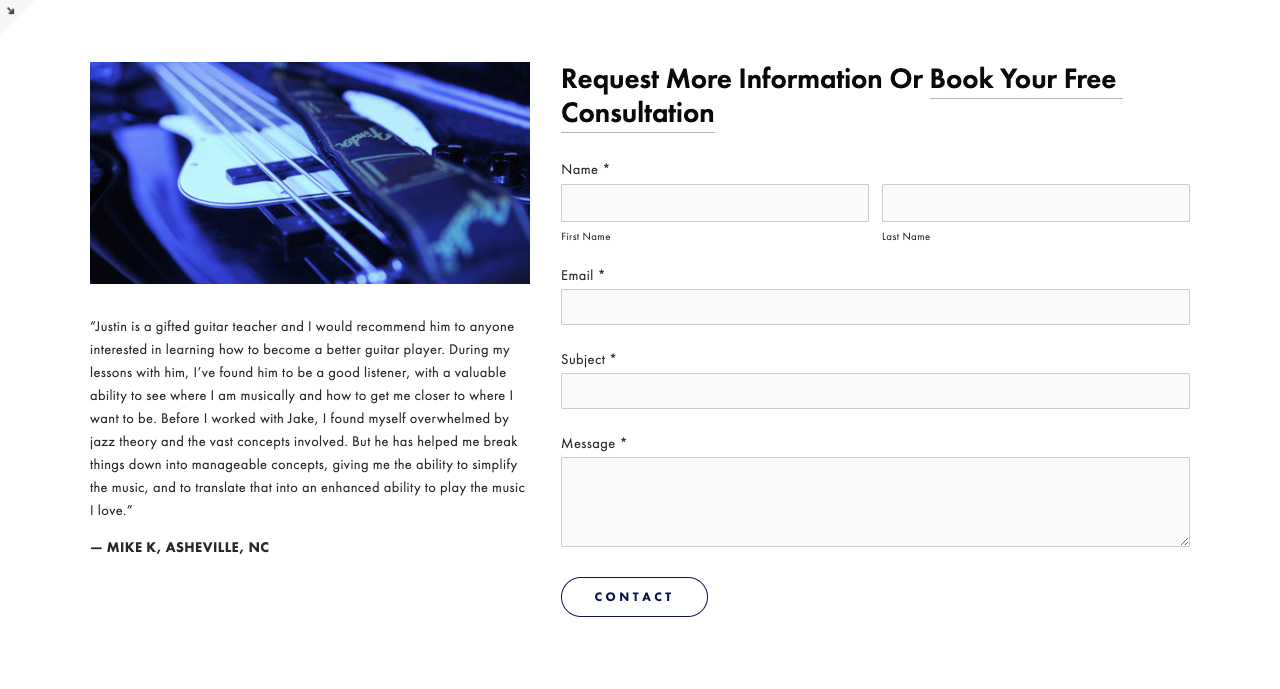 Fender
Fender
“Justin is a gifted guitar teacher and I would recommend him to anyone
interested in learning how to become a better guitar player. During my
lessons with him, I’ve found him to be a good listener, with a valuable
ability to see where I am musically and how to get me closer to where I
want to be. Before I worked with Jake, I found myself overwhelmed by
jazz theory and the vast concepts involved. But he has helped me break
things down into manageable concepts, giving me the ability to simplify
the music, and to translate that into an enhanced ability to play the music
I love.”
— MIKE K, ASHEVILLE, NC
Request More Information Or Book Your Free
Consultation
Name *
First Name Last Name
Email *
Subject *
Message *
CONTACT